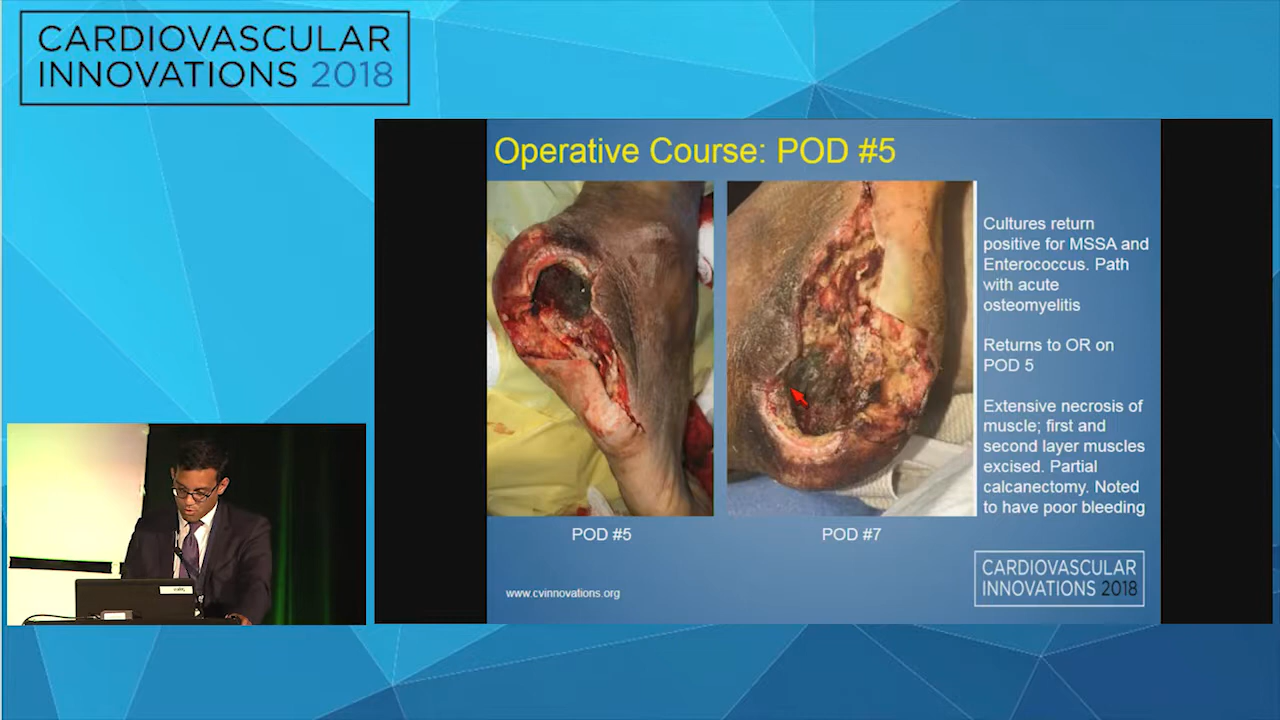 CARDIOVASCULAR
INNOVATIONS 2018
Operative Course: POD #5
Cultures return
positive for MSSA and
Enterococcus. Path
with acute
osteomyelitis
Returns to OR on
POD 5
Extensive necrosis of
muscle; first and
second layer muscles
excised. Partial
calcanectomy. Noted
to have poor bleeding
POD #5
POD #7
www.cvinnovations.org
CARDIOVASCULAR
INNOVATIONS 2018